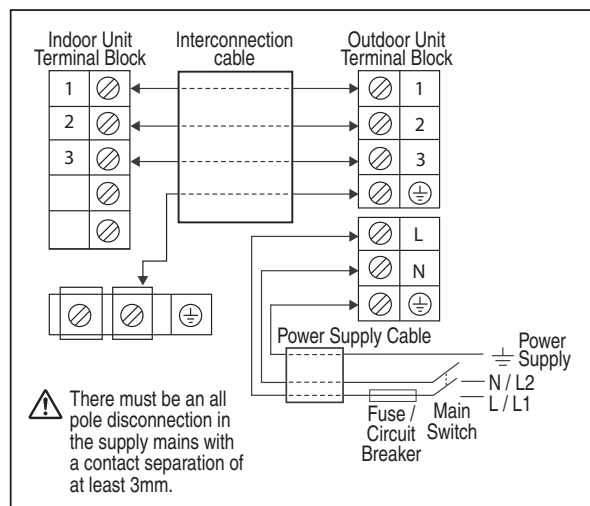 Indoor Unit
Terminal Block
Interconnection
cable
Outdoor Unit
Terminal Block
1
2
3
1
2
3
L
N
Power Supply Cable
Power
Supply
N / L2
L / L1
Fuse /
Circuit
Breaker
Main
Switch
There must be an all
pole disconnection in
the supply mains with
a contact separation of
at least 3mm.